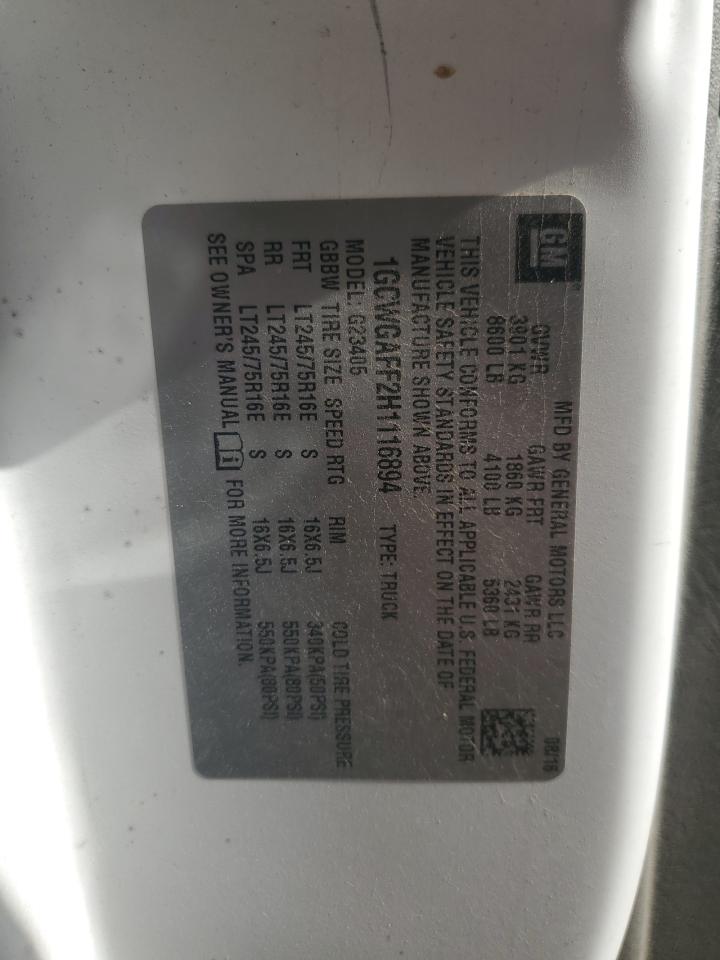 GM
MFD BY GENERAL MOTORS LLC 08/16
GVWR GAWR FRT GAWR RR
3901 KG 1860 KG 2431 KG
8600 LB 4100 LB 5360 LB
THIS VEHICLE CONFORMS TO ALL APPLICABLE U.S. FEDERAL MOTOR
VEHICLE SAFETY STANDARDS IN EFFECT ON THE DATE OF
MANUFACTURE SHOWN ABOVE.
1GCWGAFF2H1116894 TYPE: TRUCK
MODEL: G23405
GBBW TIRE SIZE SPEED RTG RIM COLD TIRE PRESSURE
FRT LT245/75R16E S 16X6.5J 340KPA(50PSI)
RR LT245/75R16E S 16X6.5J 550KPA(80PSI)
SPA LT245/75R16E S 16X6.5J 550KPA(80PSI)
SEE OWNER'S MANUAL FOR MORE INFORMATION.